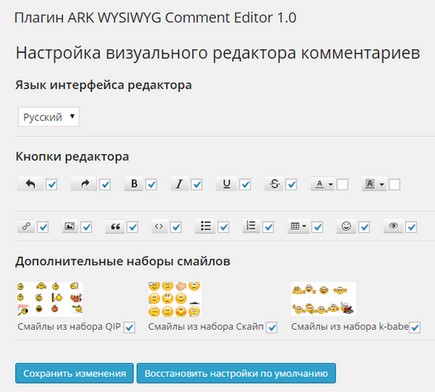 Плагин ARK WYSIWYG Comment Editor 1.0
Настройка визуального редактора комментариев
Язык интерфейса редактора
Русский
Кнопки редактора
B I U S A A
Дополнительные наборы смайлов
Смайлы из набора QIP Смайлы из набора Скайп Смайлы из набора k-babe
Сохранить изменения Восстановить настройки по умолчанию